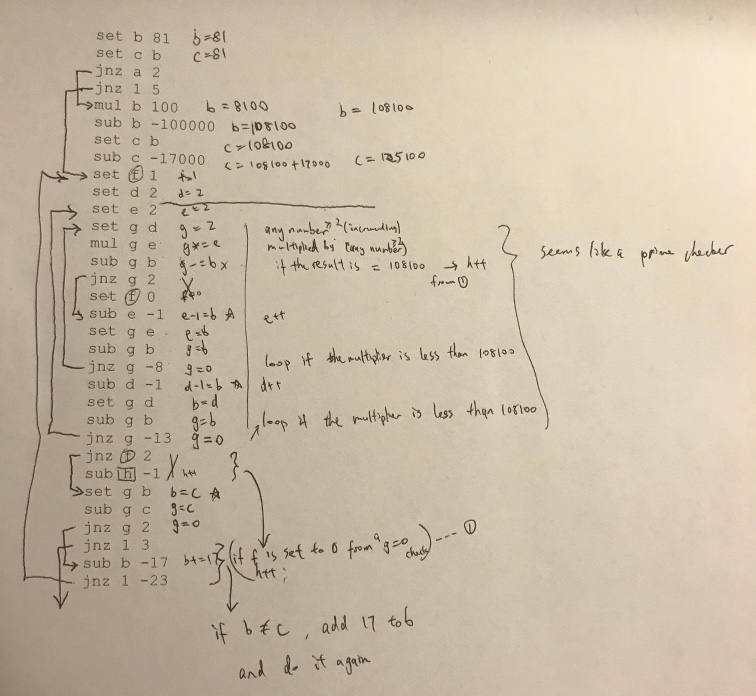 set b 81 b=81
set c b c=81
jnz a 2
jnz 1 5
mul b 100 b = 8100 b = 108100
sub b -100000 b=108100
set c b c=108100
sub c -17000 c= 108100+17000 c=125100
set f 1 f=1
set d 2 d=2
set e 2 e=2
set g d g=2 any number ≥2 (increasing)
mul g e g*=e multiplied by (any number) ≥2
sub g b g-=b x if the result is = 108100 → h++ seems like a prime checker
jnz g 2 from ①
set f 0 f=0
sub e -1 e-1=b ☆ e++
set g e e=b
sub g b g=b
jnz g -8 g=0 loop if the multiplier is less than 108100
sub d -1 d-1=b ☆ d++
set g d b=d
sub g b g=b loop if the multiplier is less than 108100
jnz g -13 g=0
jnz f 2
sub h -1 h++
set g b b=c ☆
sub g c g=c
jnz g 2 g=0
jnz 1 3 (if f is set to 0 from a g=0 check) --- ①
sub b -17 b+=17 h++;
jnz 1 -23
if b ≠ c, add 17 to b
and do it again